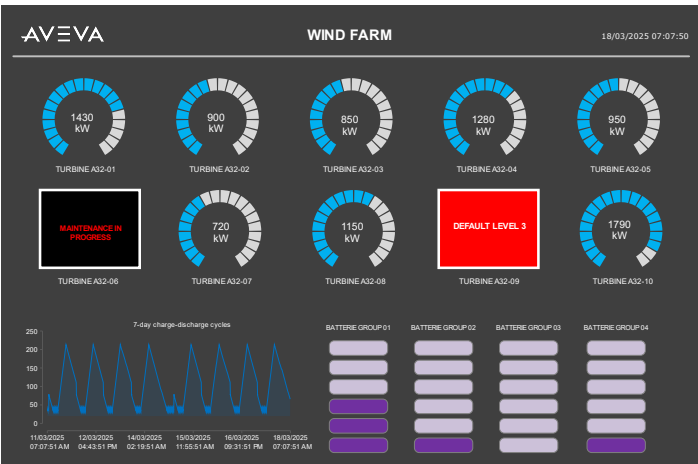 AVEVA
WIND FARM
18/03/2025 07:07:50
1430
kW
900
kW
850
kW
1280
kW
950
kW
TURBINE A32-01
TURBINE A32-02
TURBINE A32-03
TURBINE A32-04
TURBINE A32-05
MAINTENANCE IN
PROGRESS
720
kW
1150
kW
DEFAULT LEVEL 3
1790
kW
TURBINE A32-06
TURBINE A32-07
TURBINE A32-08
TURBINE A32-09
TURBINE A32-10
7-day charge-discharge cycles
250
200
150
100
50
0
11/03/2025
07:07:51 AM
12/03/2025
04:43:51 PM
14/03/2025
02:19:51 AM
15/03/2025
11:55:51 AM
16/03/2025
09:31:51 PM
18/03/2025
07:07:51 AM
BATTERIE GROUP 01
BATTERIE GROUP 02
BATTERIE GROUP 03
BATTERIE GROUP 04